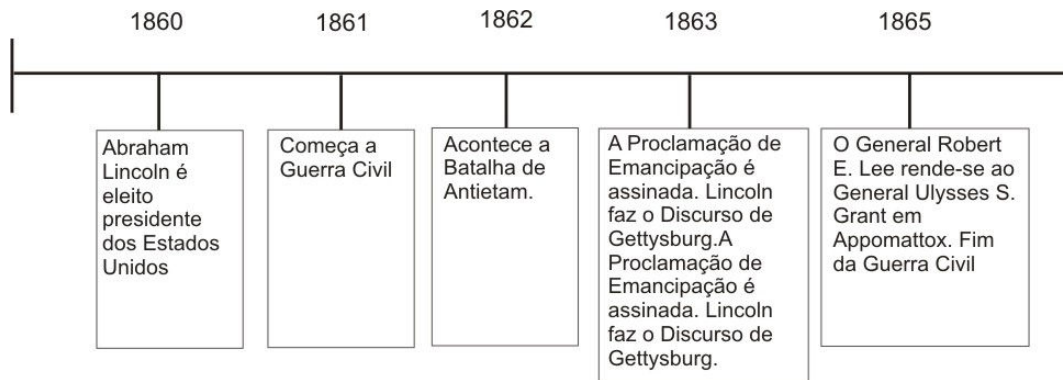 1860
1861
1862
1863
1865
Abraham
Lincoln é
eleito
presidente
dos Estados
Unidos
Começa a
Guerra Civil
Acontece a
Batalha de
Antietam.
A Proclamação de
Emancipação é
assinada. Lincoln
faz o Discurso de
Gettysburg.A
Proclamação de
Emancipação é
assinada. Lincoln
faz o Discurso de
Gettysburg.
O General Robert
E. Lee rende-se ao
General Ulysses S.
Grant em
Appomattox. Fim
da Guerra Civil